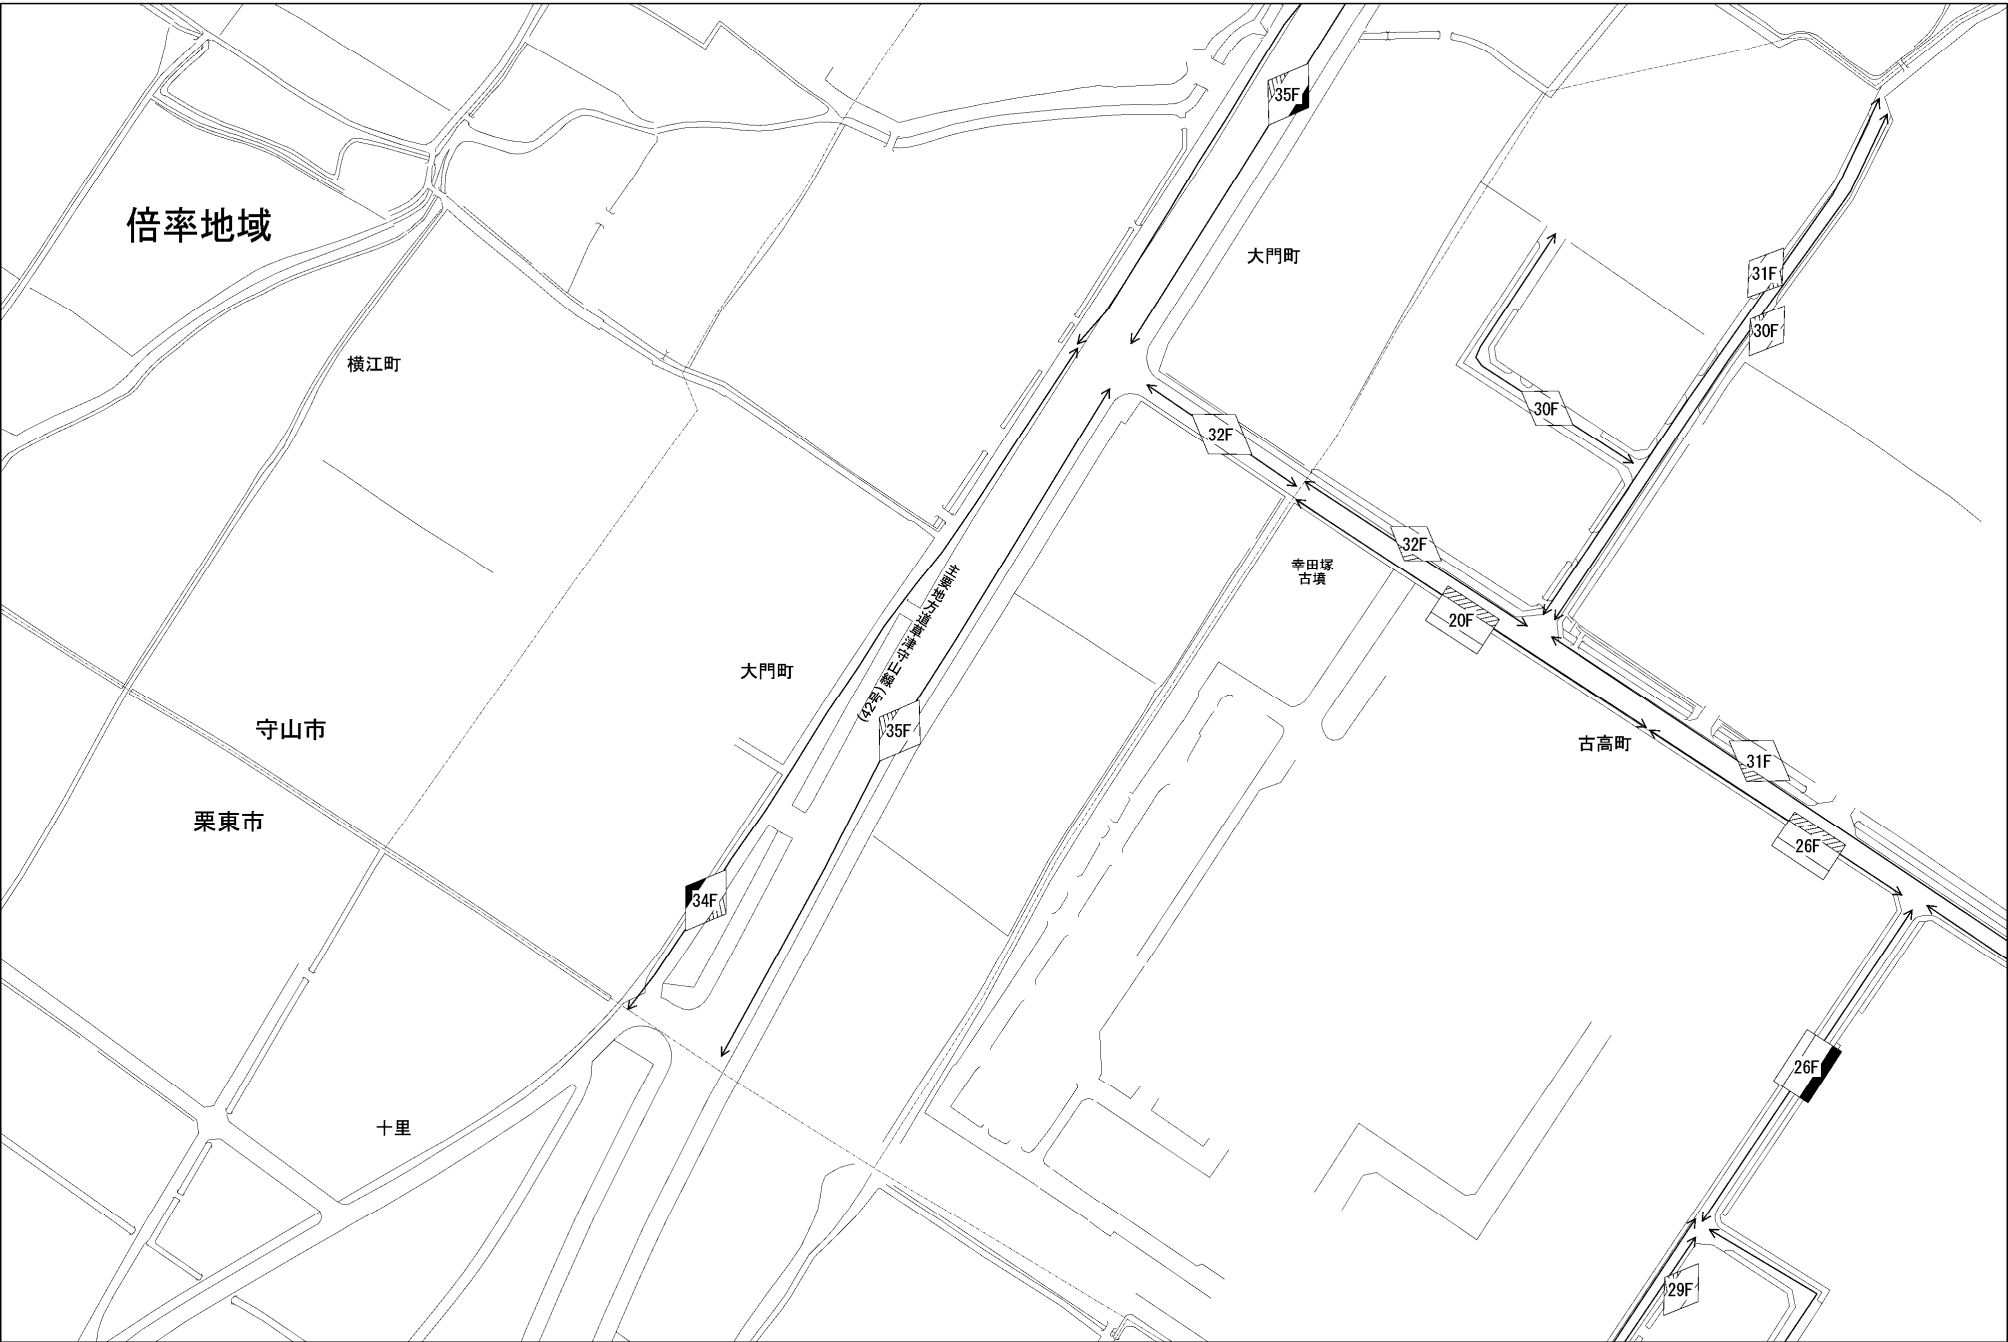 35F
倍率地域
大門町
31F
30F
横江町
30F
32F
32F
幸田塚
古墳
20F
主要地方道草津守山線
(42号)
大門町
守山市
35F
古高町
31F
栗東市
26F
34F
26F
十里
29F